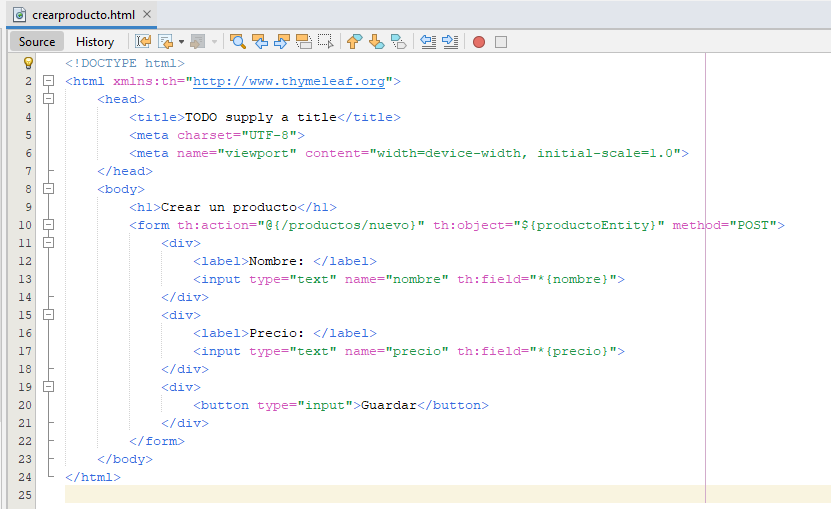 crearproducto.html
Source History
<!DOCTYPE html>
2 <html xmlns:th="http://www.thymeleaf.org">
3 <head>
4 <title>TODO supply a title</title>
5 <meta charset="UTF-8">
6 <meta name="viewport" content="width=device-width, initial-scale=1.0">
7 </head>
8 <body>
9 <h1>Crear un producto</h1>
10 <form th:action="@{/productos/nuevo}" th:object="${productoEntity}" method="POST">
11 <div>
12 <label>Nombre: </label>
13 <input type="text" name="nombre" th:field="*{nombre}">
14 </div>
15 <div>
16 <label>Precio: </label>
17 <input type="text" name="precio" th:field="*{precio}">
18 </div>
19 <div>
20 <button type="input">Guardar</button>
21 </div>
22 </form>
23 </body>
24 </html>
25